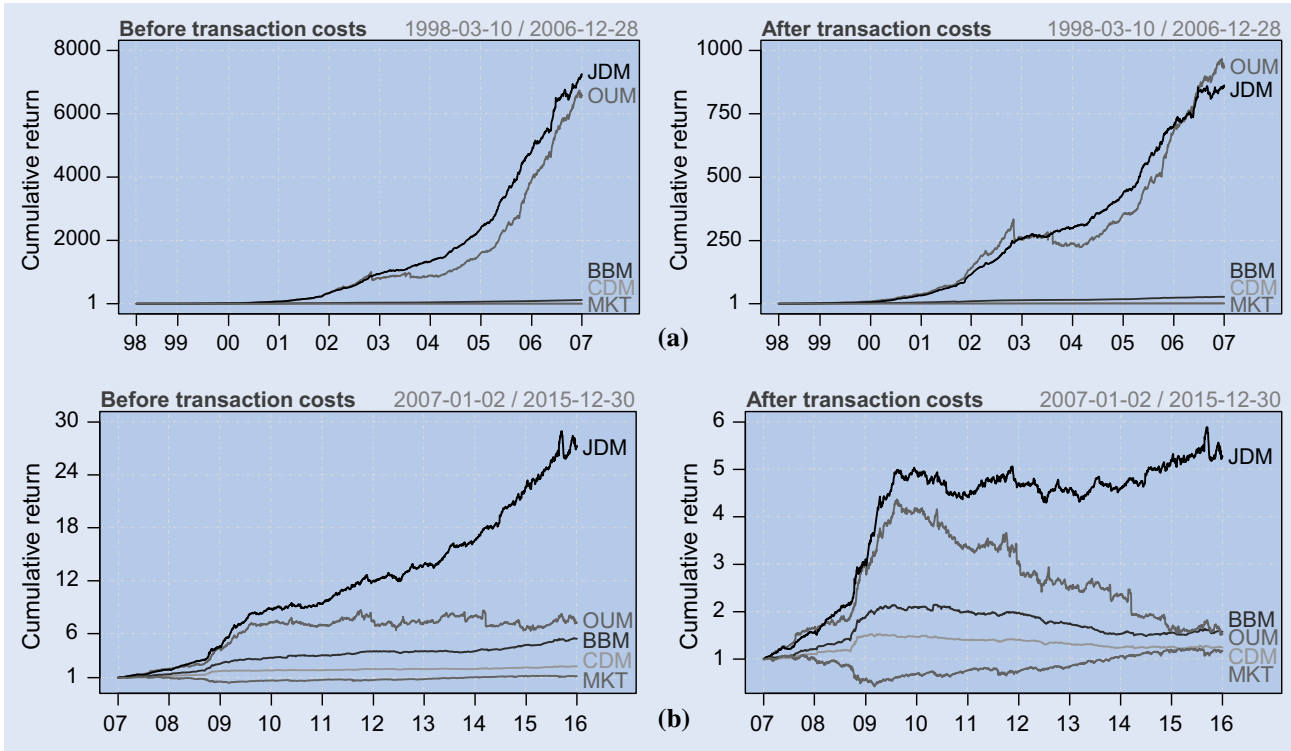 Before transaction costs 1998-03-10 / 2006-12-28
Cumulative return
8000
6000
4000
2000
1
JDM
OUM
BBM
CDM
MKT
98 99 00 01 02 03 04 05 06 07
After transaction costs 1998-03-10 / 2006-12-28
Cumulative return
1000
750
500
250
1
OUM
JDM
BBM
CDM
MKT
98 99 00 01 02 03 04 05 06 07
(a)
Before transaction costs 2007-01-02 / 2015-12-30
Cumulative return
30
24
18
12
6
1
JDM
OUM
BBM
CDM
MKT
07 08 09 10 11 12 13 14 15 16
After transaction costs 2007-01-02 / 2015-12-30
Cumulative return
6
5
4
3
2
1
JDM
BBM
OUM
CDM
MKT
07 08 09 10 11 12 13 14 15 16
(b)